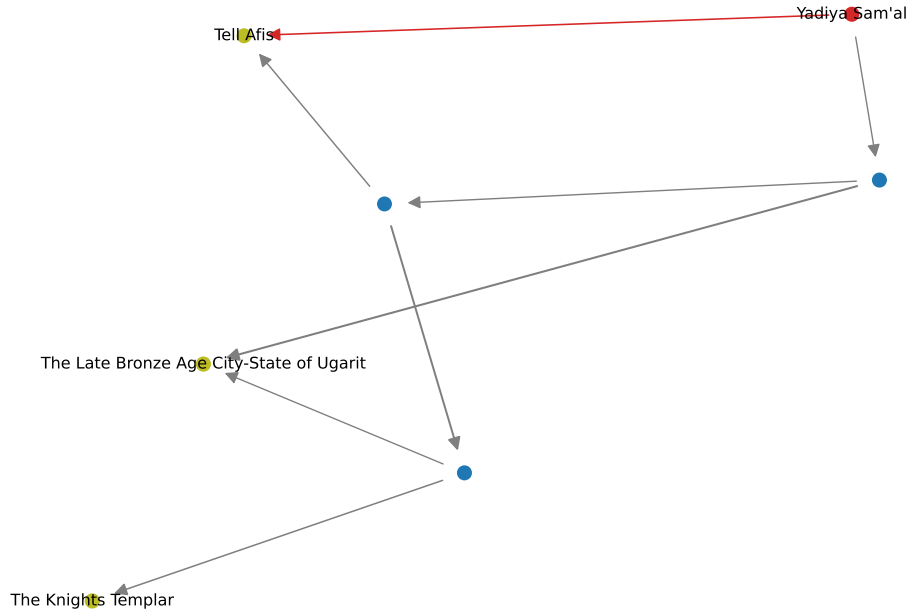 Yadiya Sam'al
Tell Afis
The Late Bronze Age City-State of Ugarit
The Knights Templar